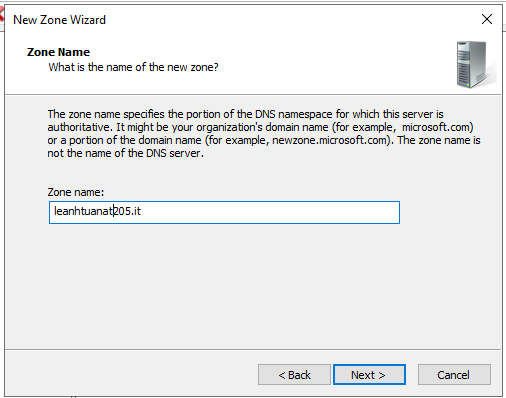 New Zone Wizard
Zone Name
What is the name of the new zone?
The zone name specifies the portion of the DNS namespace for which this server is
authoritative. It might be your organization's domain name (for example, microsoft.com)
or a portion of the domain name (for example, newzone.microsoft.com). The zone name is
not the name of the DNS server.
Zone name:
leanhtuanat205.it
< Back
Next >
Cancel